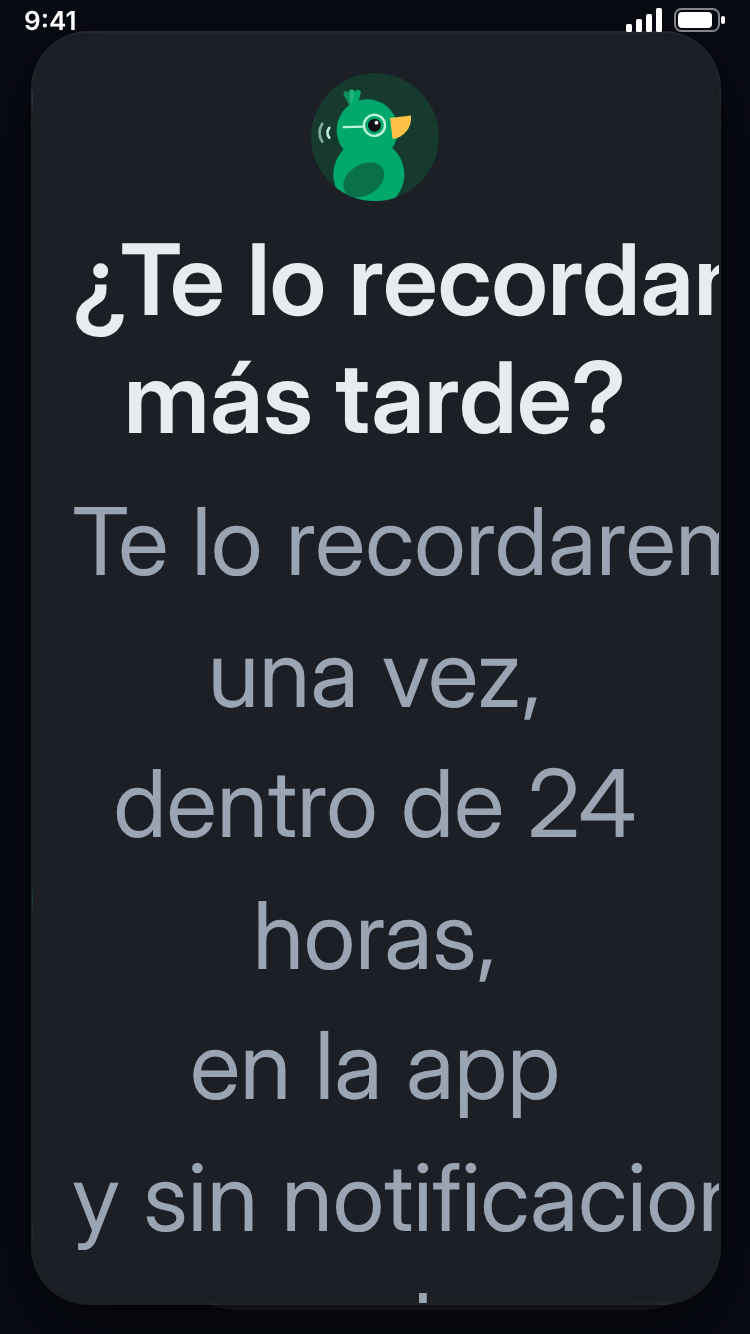 9:41
¿Te lo recordar
más tarde?
Te lo recordarem
una vez,
dentro de 24
horas,
en la app
y sin notificacion